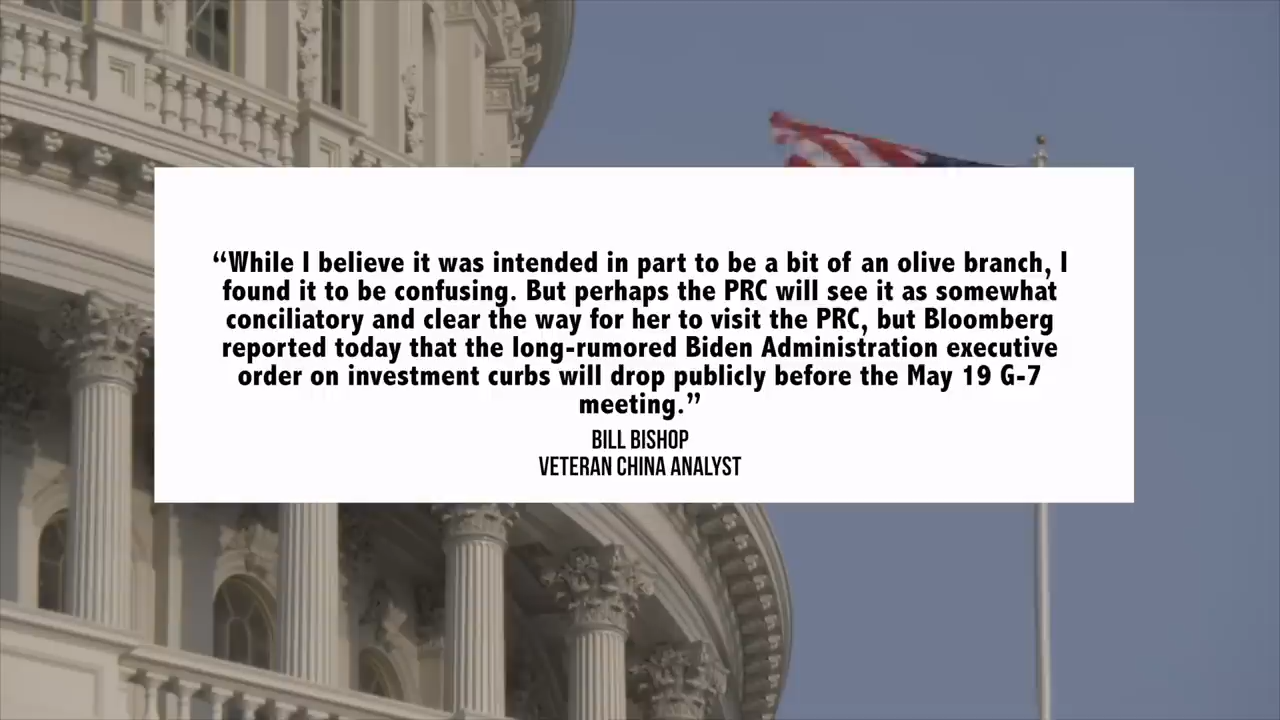 “While I believe it was intended in part to be a bit of an olive branch, I
found it to be confusing. But perhaps the PRC will see it as somewhat
conciliatory and clear the way for her to visit the PRC, but Bloomberg
reported today that the long-rumored Biden Administration executive
order on investment curbs will drop publicly before the May 19 G-7
meeting.”
BILL BISHOP
VETERAN CHINA ANALYST